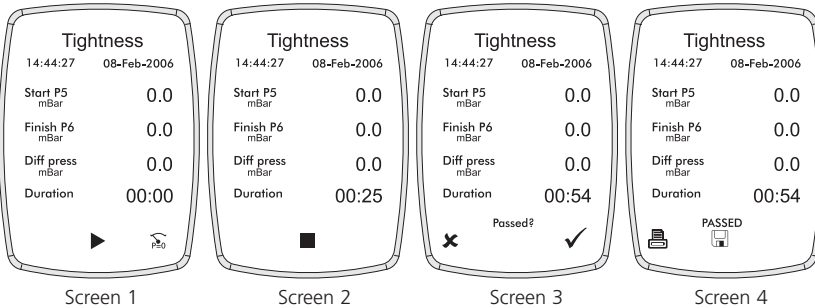 Tightness
14:44:27 08-Feb-2006
Start P5 0.0
mBar
Finish P6 0.0
mBar
Diff press 0.0
mBar
Duration 00:00
P=0
Screen 1
Tightness
14:44:27 08-Feb-2006
Start P5 0.0
mBar
Finish P6 0.0
mBar
Diff press 0.0
mBar
Duration 00:25
Screen 2
Tightness
14:44:27 08-Feb-2006
Start P5 0.0
mBar
Finish P6 0.0
mBar
Diff press 0.0
mBar
Duration 00:54
Passed?
Screen 3
Tightness
14:44:27 08-Feb-2006
Start P5 0.0
mBar
Finish P6 0.0
mBar
Diff press 0.0
mBar
Duration 00:54
PASSED
Screen 4